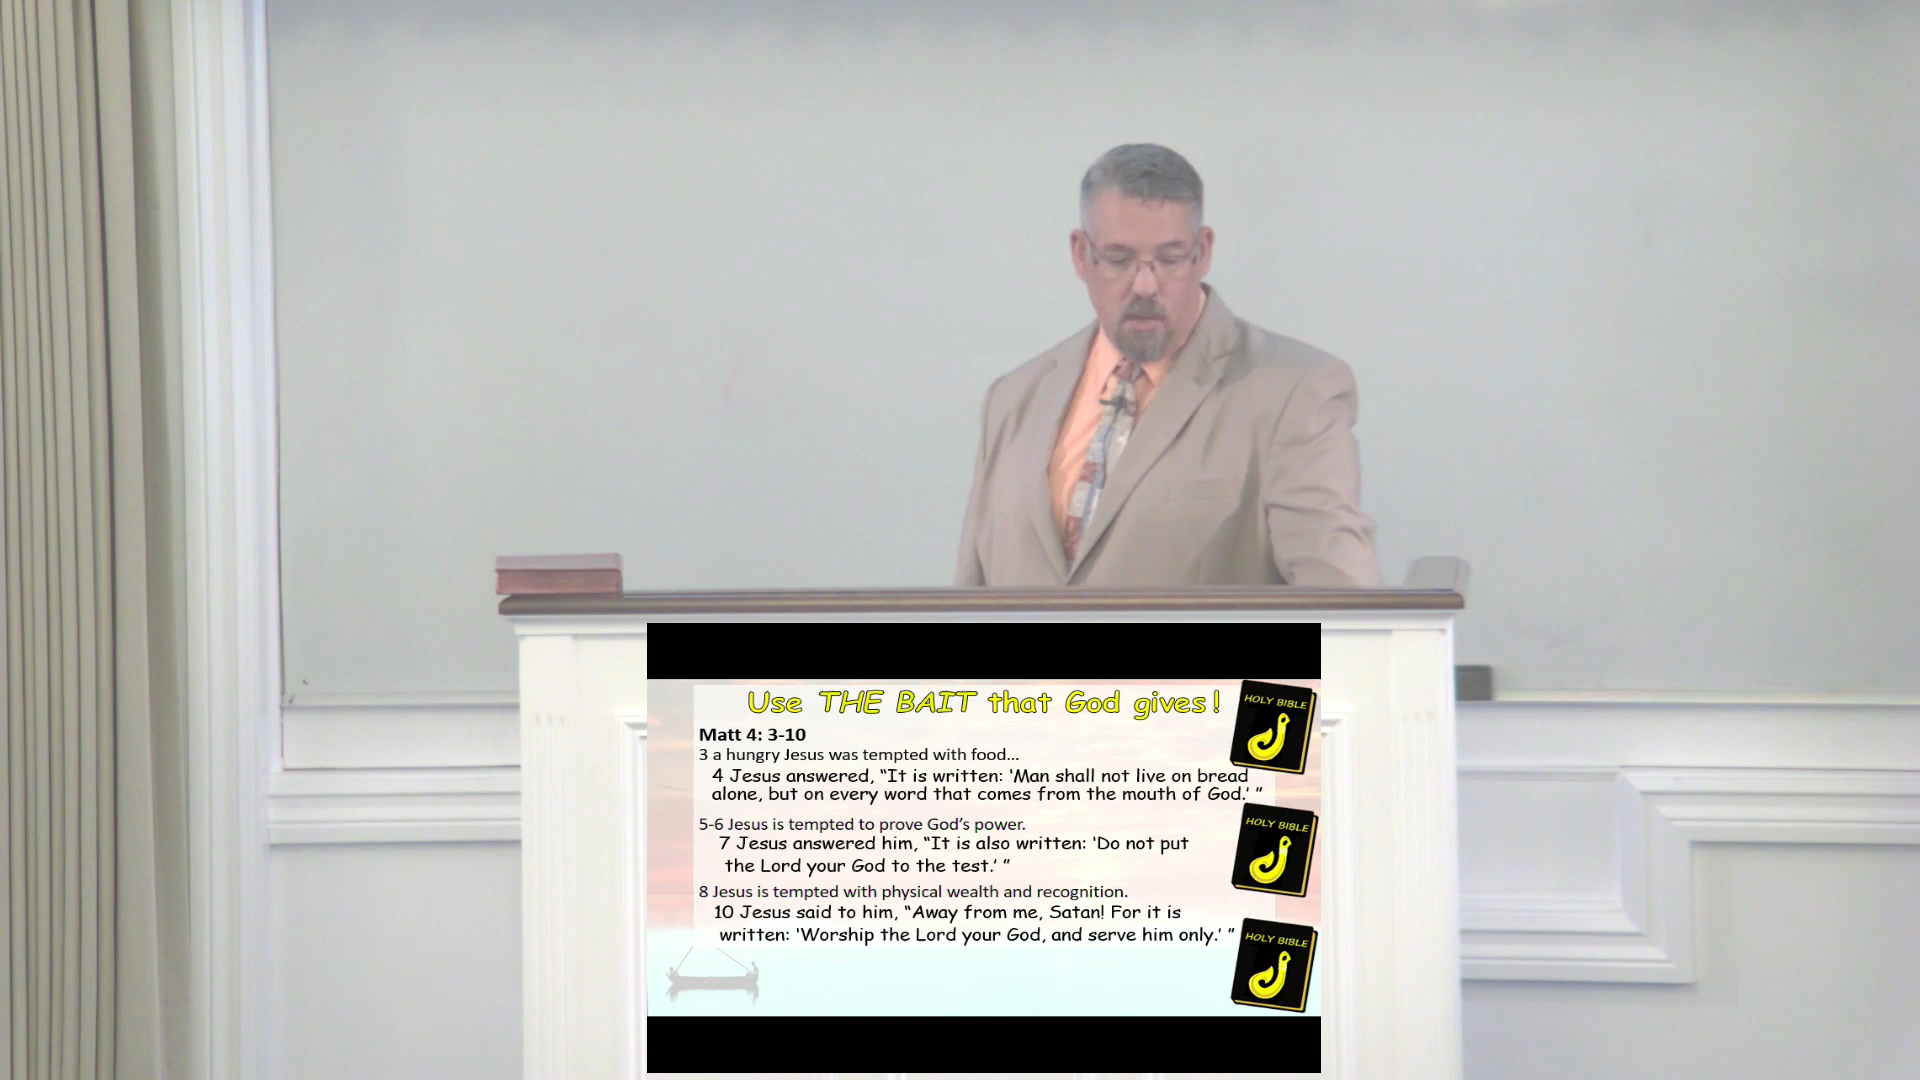 Use THE BAIT that God gives!
HOLY BIBLE
Matt 4: 3-10
3 a hungry Jesus was tempted with food...
4 Jesus answered, “It is written: ‘Man shall not live on bread
alone, but on every word that comes from the mouth of God.’ ”
5-6 Jesus is tempted to prove God’s power.
HOLY BIBLE
7 Jesus answered him, “It is also written: ‘Do not put
the Lord your God to the test.’ ”
8 Jesus is tempted with physical wealth and recognition.
10 Jesus said to him, “Away from me, Satan! For it is
written: ‘Worship the Lord your God, and serve him only.’ ”
HOLY BIBLE